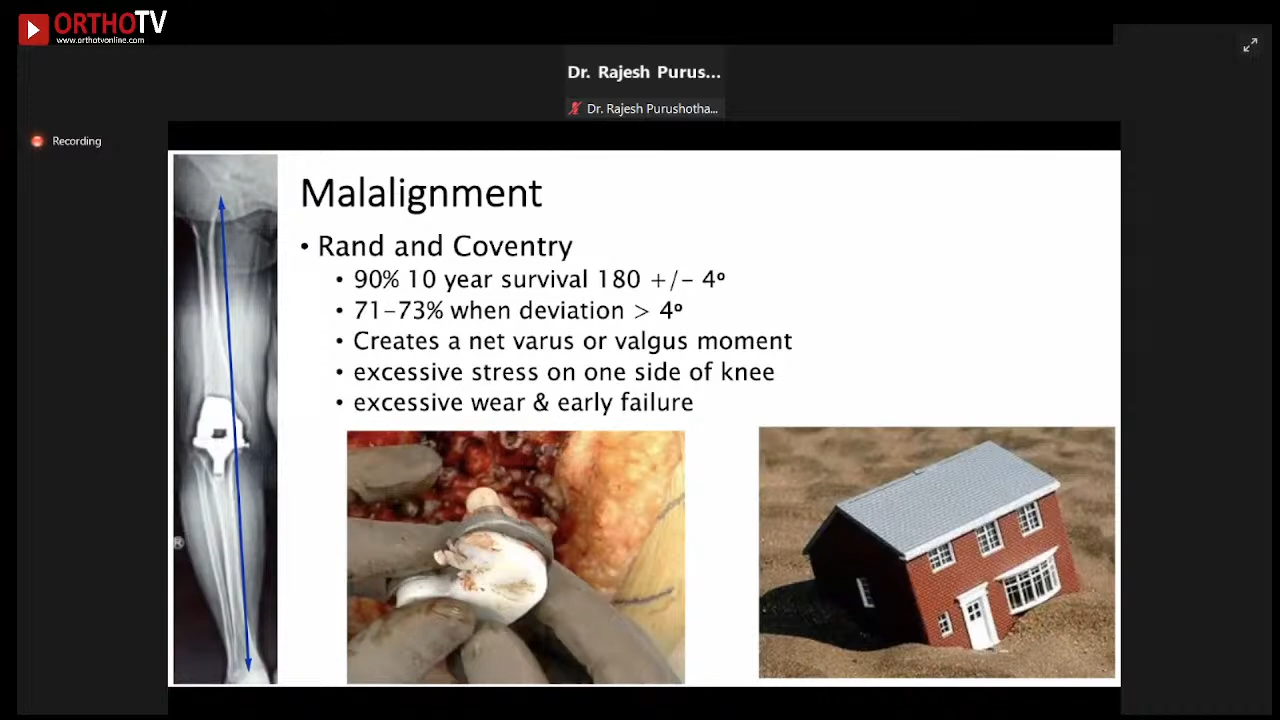 ORTHOTV
www.orthotvonline.com
Dr. Rajesh Purus...
Dr. Rajesh Purushotha...
Recording
Malalignment
• Rand and Coventry
• 90% 10 year survival 180 +/- 4º
• 71-73% when deviation > 4º
• Creates a net varus or valgus moment
• excessive stress on one side of knee
• excessive wear & early failure
R